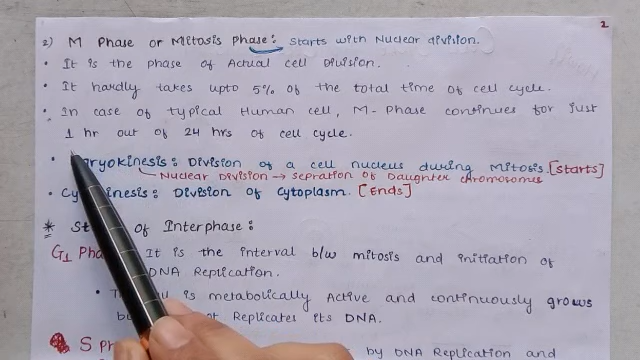 2
2) M Phase or Mitosis Phase: Starts with Nuclear division.
• It is the phase of Actual cell Division.
• It hardly takes upto 5% of the total time of cell cycle.
• In case of typical Human cell, M-Phase continues for just
1 hr out of 24 hrs of cell cycle.
• aryokinesis: Division of a cell nucleus during Mitosis. [Starts]
Nuclear Division → sepration of Daughter chromosomes
• Cy kinesis: Division of Cytoplasm. [Ends]
* St of Interphase:
G1 Pha It is the interval b/w mitosis and initiation of
DNA Replication.
• is metabolically Active and continuously grows
Replicates its DNA.
S by DNA Replication and